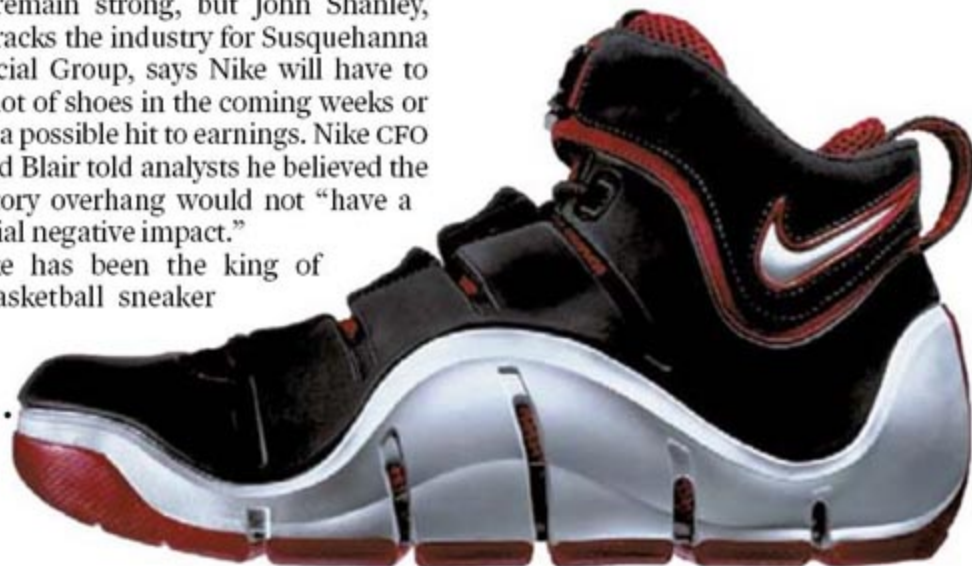 remain strong, but John Shanley,
racks the industry for Susquehanna
cial Group, says Nike will have to
lot of shoes in the coming weeks or
a possible hit to earnings. Nike CFO
d Blair told analysts he believed the
tory overhang would not “have a
ial negative impact.”
e has been the king of
asketball sneaker
.